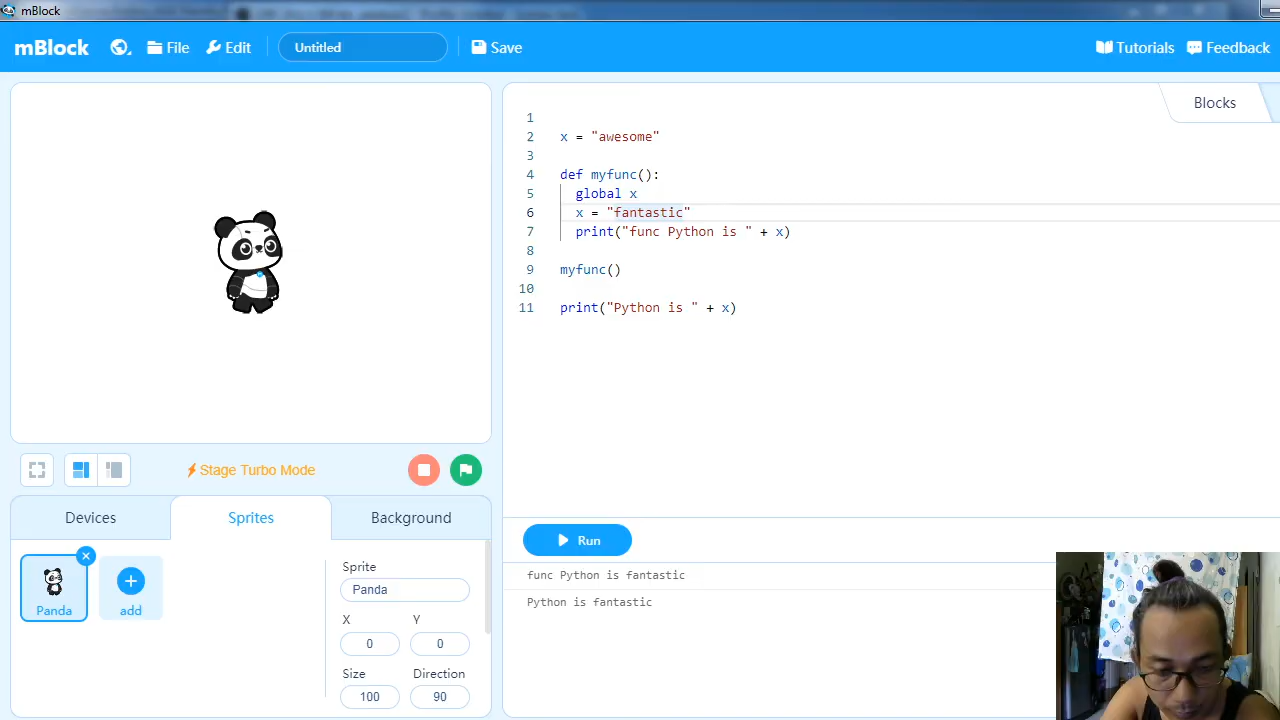 mBlock
mBlock
File
Edit
Untitled
Save
Tutorials
Feedback
Blocks
1
2 x = "awesome"
3
4 def myfunc():
5 global x
6 x = "fantastic"
7 print("func Python is " + x)
8
9 myfunc()
10
11 print("Python is " + x)
Stage Turbo Mode
Devices
Sprites
Background
Panda
add
Sprite
Panda
X Y
0 0
Size Direction
100 90
Run
func Python is fantastic
Python is fantastic